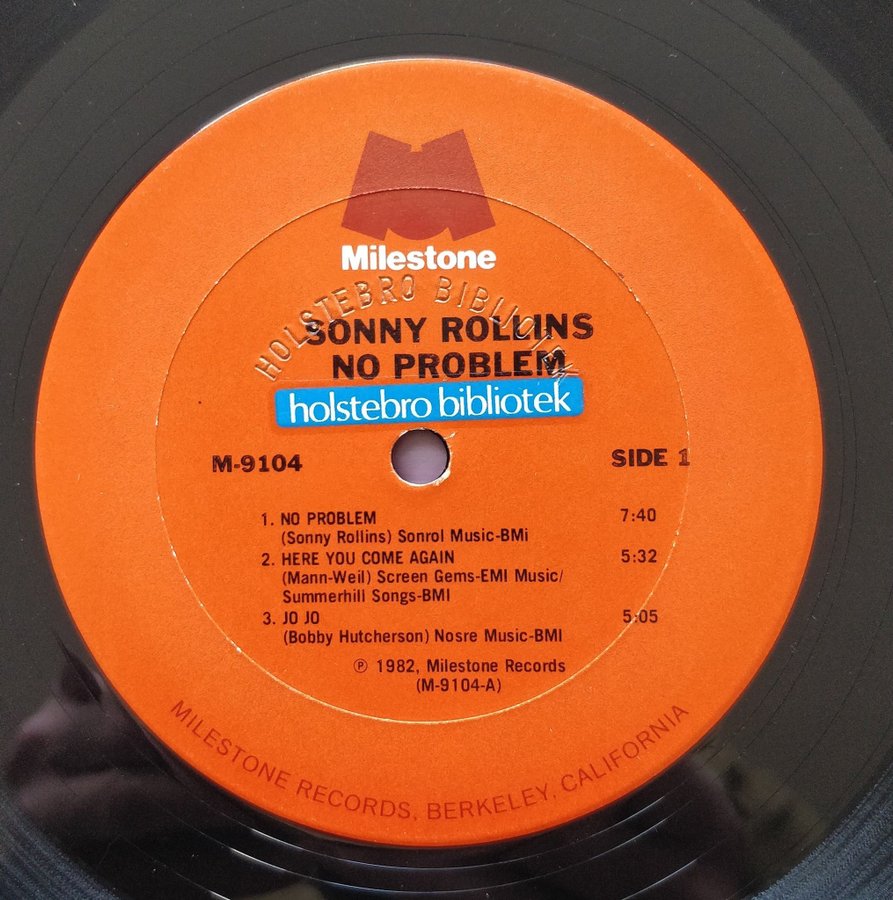 Milestone
HOLSTEBRO BIBLIOTEK
SONNY ROLLINS
NO PROBLEM
holstebro bibliotek
M-9104 SIDE 1
1. NO PROBLEM 7:40
(Sonny Rollins) Sonrol Music-BMi
2. HERE YOU COME AGAIN 5:32
(Mann-Weil) Screen Gems-EMI Music/
Summerhill Songs-BMI
3. JO JO 5:05
(Bobby Hutcherson) Nosre Music-BMI
℗ 1982, Milestone Records
(M-9104-A)
MILESTONE RECORDS, BERKELEY, CALIFORNIA